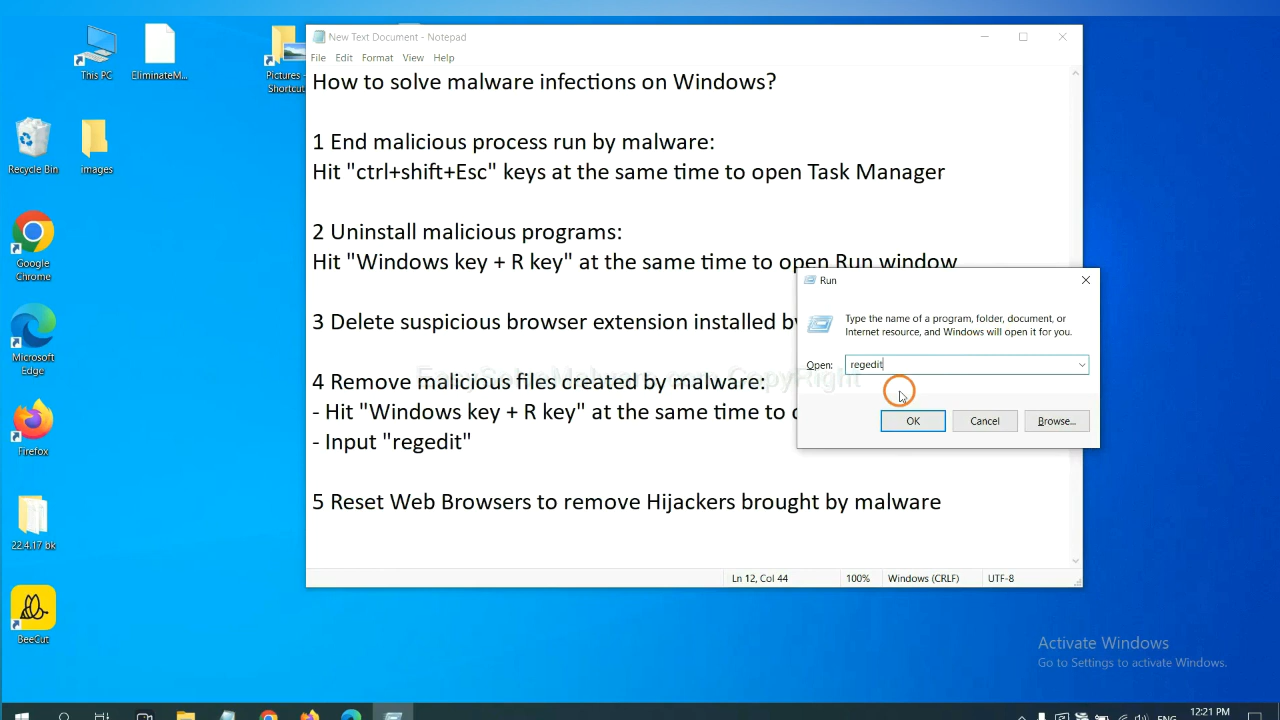 This PC
EliminateM...
Pictures -
Shortcut
Recycle Bin
images
Google
Chrome
Microsoft
Edge
Firefox
22.4.17 bk
BeeCut
New Text Document - Notepad
File Edit Format View Help
How to solve malware infections on Windows?
1 End malicious process run by malware:
Hit "ctrl+shift+Esc" keys at the same time to open Task Manager
2 Uninstall malicious programs:
Hit "Windows key + R key" at the same time to open Run window
3 Delete suspicious browser extension installed by
4 Remove malicious files created by malware:
- Hit "Windows key + R key" at the same time to
- Input "regedit"
5 Reset Web Browsers to remove Hijackers brought by malware
Ln 12, Col 44 100% Windows (CRLF) UTF-8
Run
Type the name of a program, folder, document, or
Internet resource, and Windows will open it for you.
Open: regedit
OK Cancel Browse...
Activate Windows
Go to Settings to activate Windows.
ENG
12:21 PM